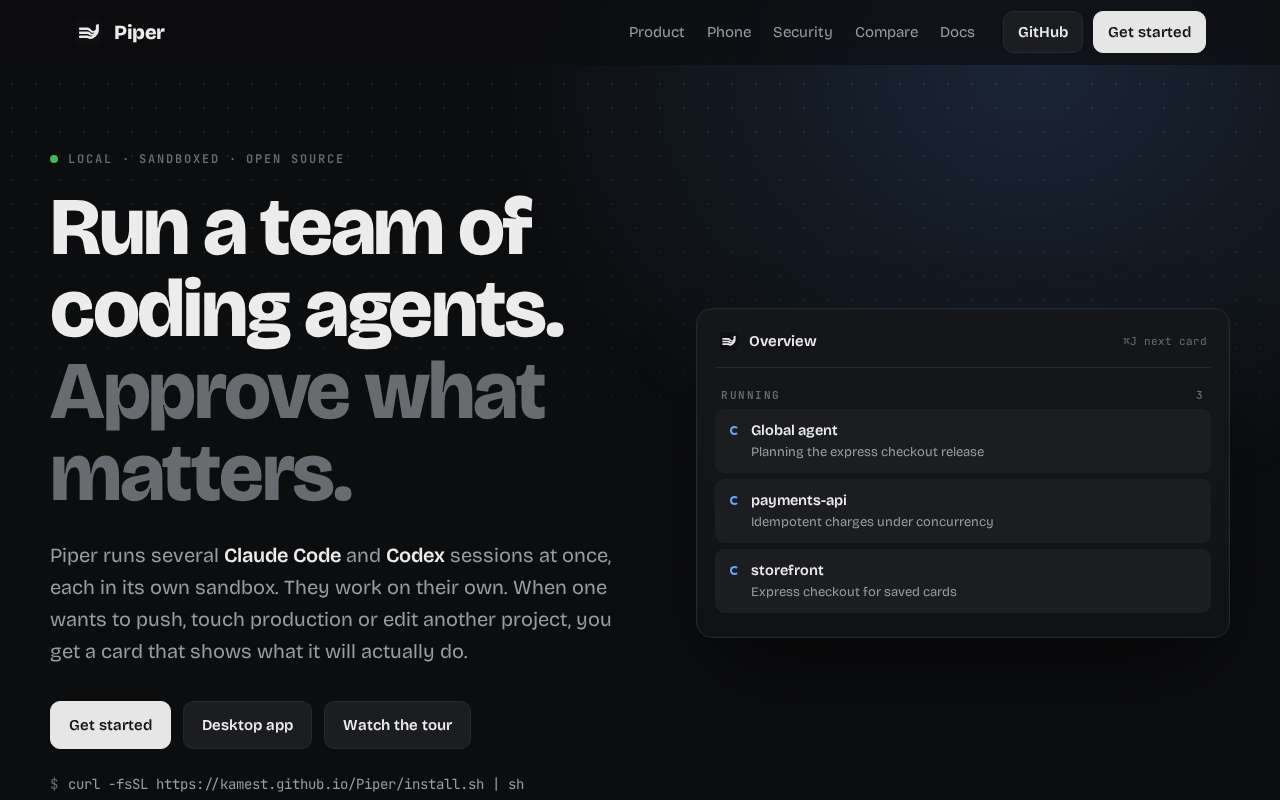 Piper
Product Phone Security Compare Docs GitHub Get started
LOCAL · SANDBOXED · OPEN SOURCE
Run a team of
coding agents.
Approve what
matters.
Piper runs several Claude Code and Codex sessions at once,
each in its own sandbox. They work on their own. When one
wants to push, touch production or edit another project, you
get a card that shows what it will actually do.
Get started Desktop app Watch the tour
$ curl -fsSL https://kamest.github.io/Piper/install.sh | sh
Overview ⌘J next card
RUNNING 3
C Global agent
Planning the express checkout release
C payments-api
Idempotent charges under concurrency
C storefront
Express checkout for saved cards